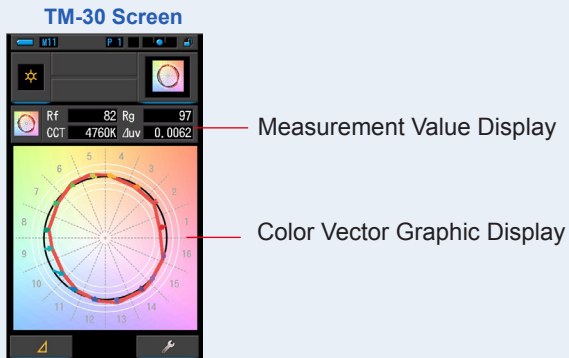 TM-30 Screen
M11 P 1
Rf 82 Rg 97
CCT 4760K Δuv 0.0062
Measurement Value Display
5 4
6 3
7 2
8 1
Color Vector Graphic Display
9 16
10 15
11 14
12 13